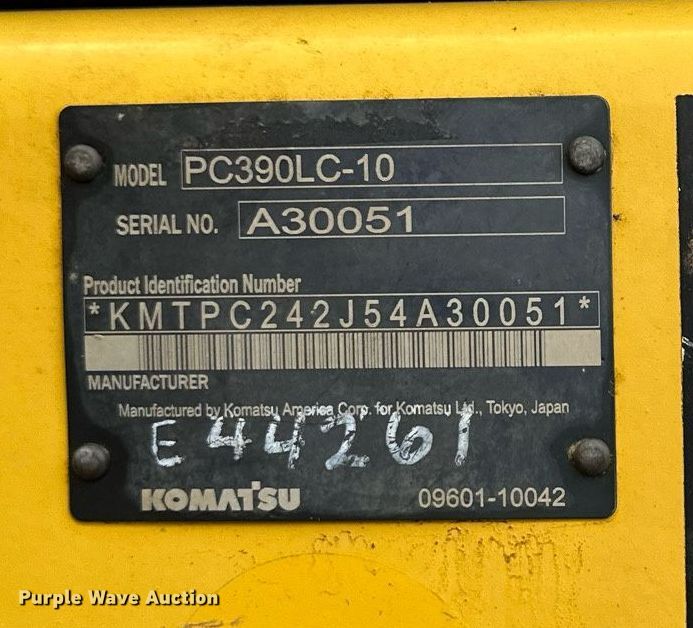 MODEL PC390LC-10
SERIAL NO. A30051
Product Identification Number
*KMTPC242J54A30051*
MANUFACTURER
Manufactured by Komatsu America Corp. for Komatsu Ltd., Tokyo, Japan
E44261
KOMATSU 09601-10042
Purple Wave Auction